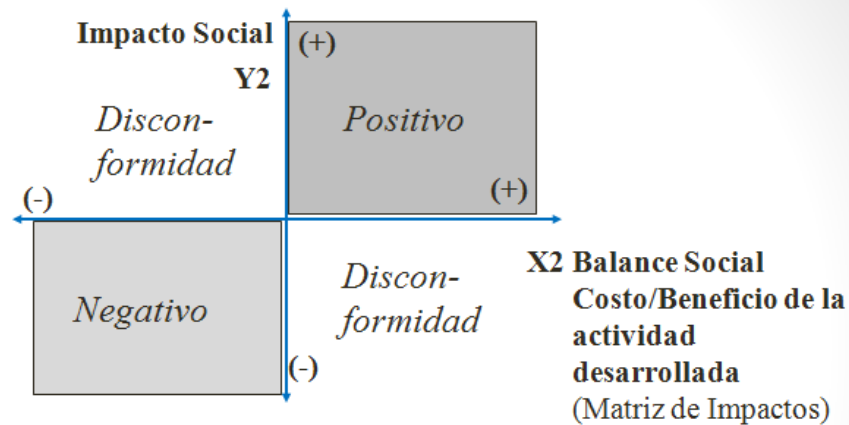 Impacto Social
Y2
(+)
Discon-
formidad
Positivo
(-)
(+)
Negativo
Discon-
formidad
(-)
X2 Balance Social
Costo/Beneficio de la
actividad
desarrollada
(Matriz de Impactos)